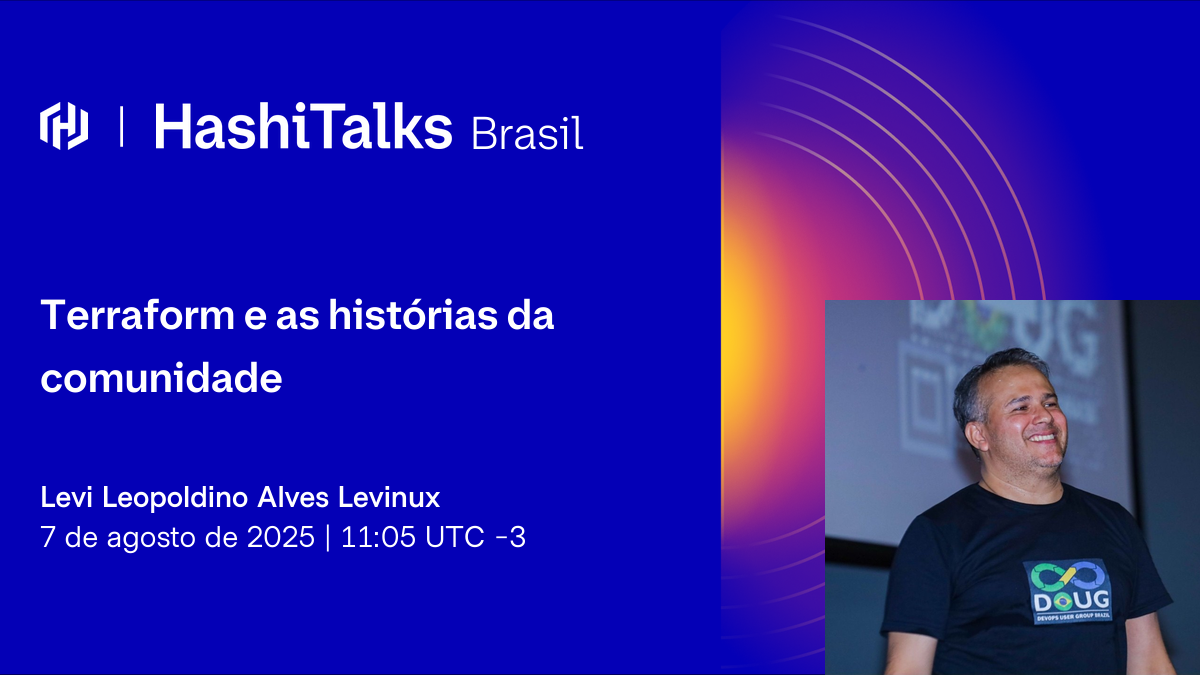 HashiTalks Brasil
Terraform e as histórias da
comunidade
Levi Leopoldino Alves Levinux
7 de agosto de 2025 | 11:05 UTC -3
DOUG
DOUG
DEVOPS USER GROUP BRAZIL